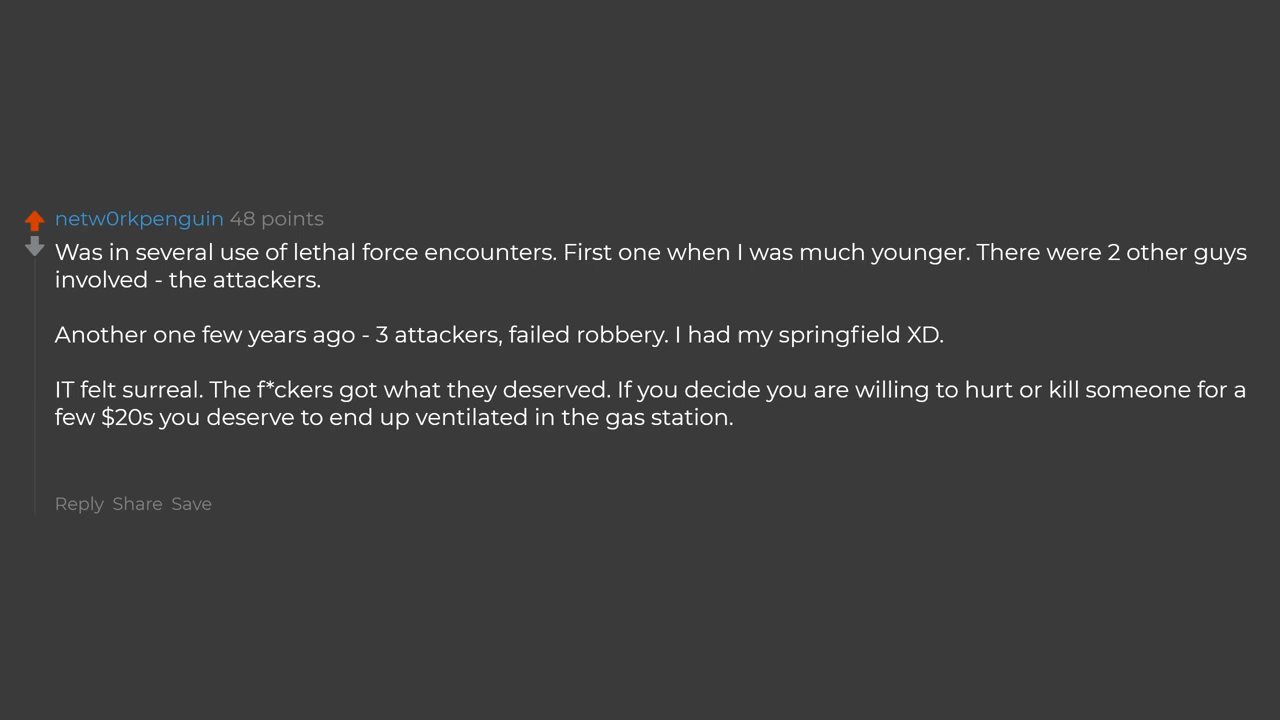 netw0rkpenguin 48 points
Was in several use of lethal force encounters. First one when I was much younger. There were 2 other guys
involved - the attackers.
Another one few years ago - 3 attackers, failed robbery. I had my springfield XD.
IT felt surreal. The f*ckers got what they deserved. If you decide you are willing to hurt or kill someone for a
few $20s you deserve to end up ventilated in the gas station.
Reply Share Save